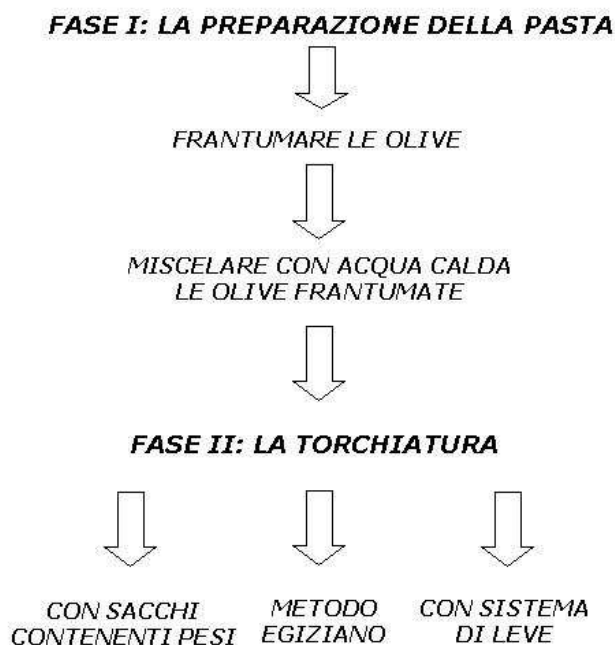 FASE I: LA PREPARAZIONE DELLA PASTA
FRANTUMARE LE OLIVE
MISCELARE CON ACQUA CALDA
LE OLIVE FRANTUMATE
FASE II: LA TORCHIATURA
CON SACCHI
CONTENENTI PESI
METODO
EGIZIANO
CON SISTEMA
DI LEVE